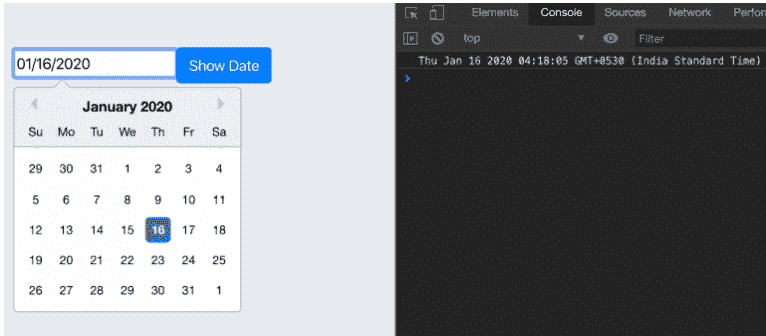 01/16/2020
Show Date
January 2020
Su Mo Tu We Th Fr Sa
29 30 31 1 2 3 4
5 6 7 8 9 10 11
12 13 14 15 16 17 18
19 20 21 22 23 24 25
26 27 28 29 30 31 1
Elements Console Sources Network
top Filter
Thu Jan 16 2020 04:18:05 GMT+0530 (India Standard Time)